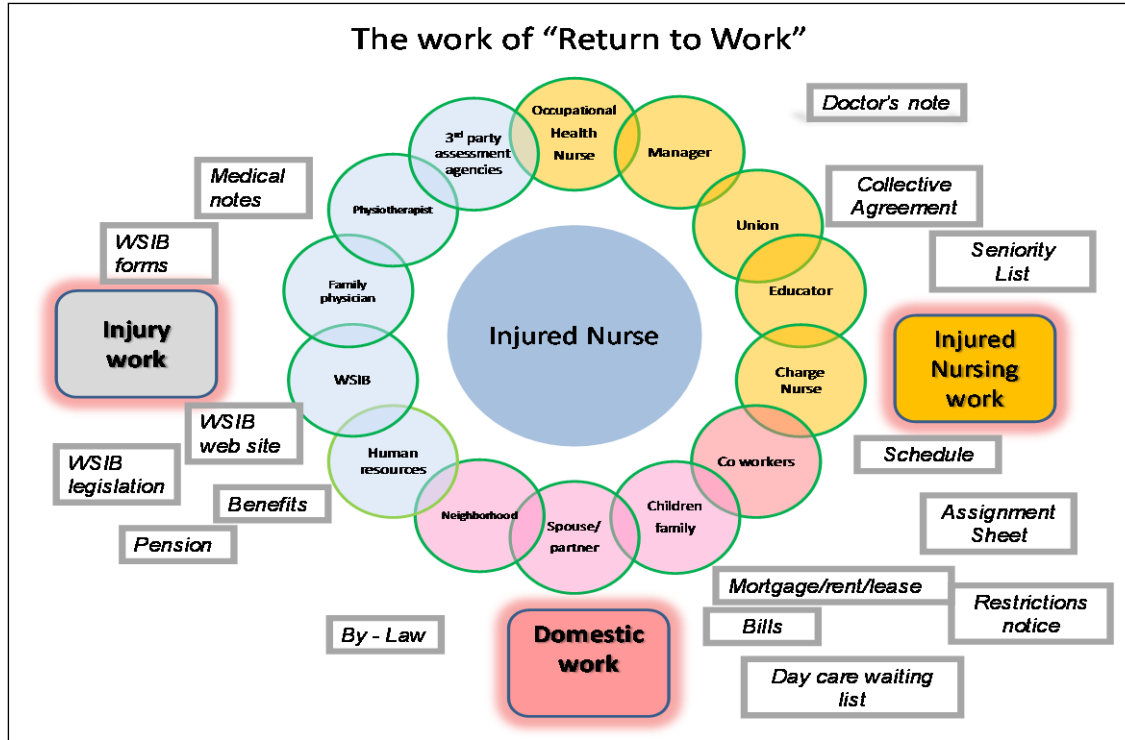 The work of “Return to Work”
Occupational
Health
Nurse
Manager
Union
Educator
Charge
Nurse
Co workers
Children
family
Spouse/
partner
Neighborhood
Human
resources
WSIB
Family
physician
Physiotherapist
3rd party
assessment
agencies
Injured Nurse
Doctor's note
Collective
Agreement
Seniority
List
Injured
Nursing
work
Schedule
Assignment
Sheet
Restrictions
notice
Mortgage/rent/lease
Bills
Day care waiting
list
Domestic
work
By - Law
Pension
Benefits
WSIB
legislation
WSIB
web site
Injury
work
WSIB
forms
Medical
notes